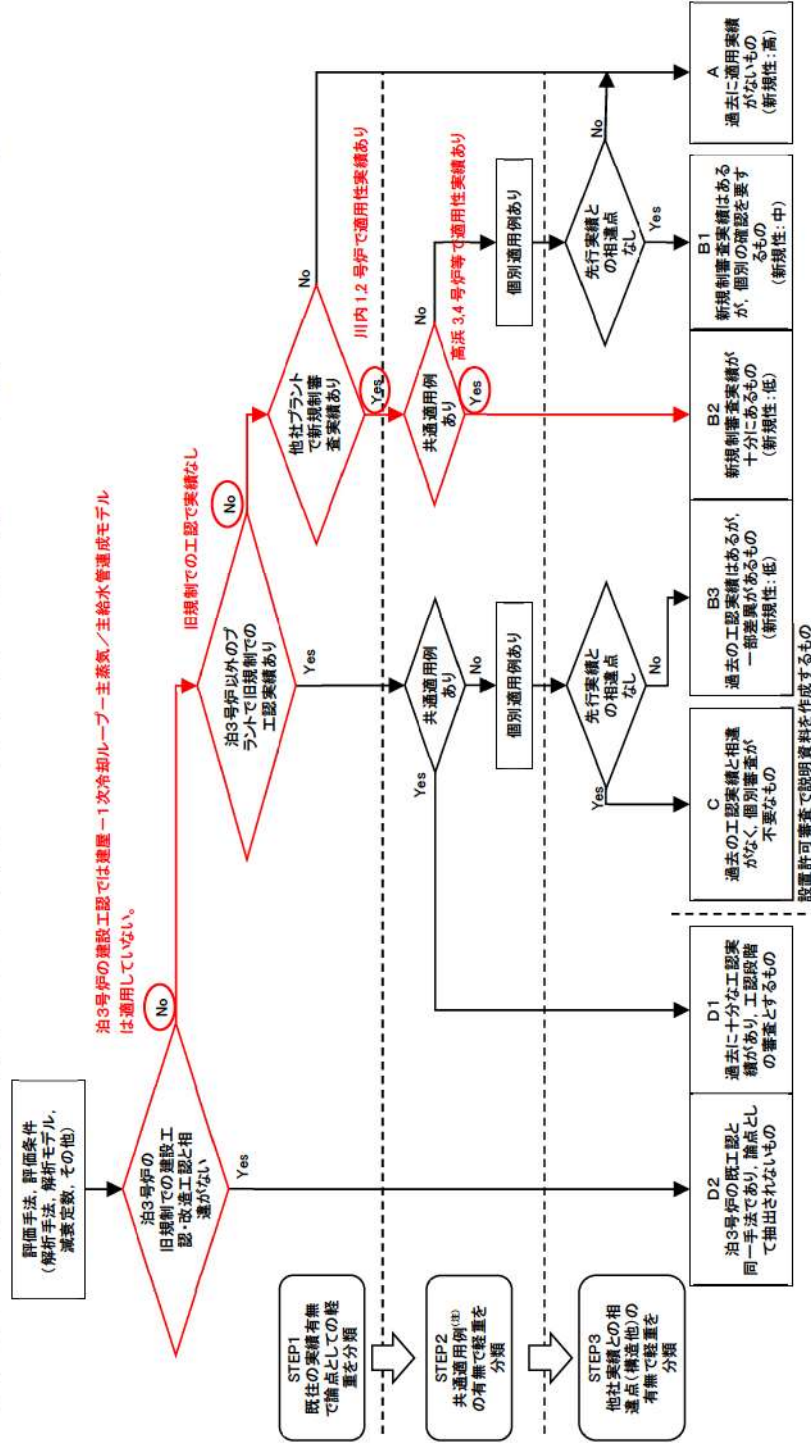 評価手法，評価条件
(解析手法，解析モデル，
減衰定数，その他)
泊3号炉の
旧規制での建設工
認・改造工認と相
違がない
No
Yes
泊3号炉の建設工認では建屋－1次冷却ループ－主蒸気／主給水管連成モデル
は適用していない。
泊3号炉以外のプ
ラントで旧規制での
工認実績あり
No
Yes
旧規制での工認で実績なし
他社プラント
で新規制審
査実績あり
No
Yes
川内 1,2 号炉で適用性実績あり
STEP1
既往の実績有無
で論点としての軽
重を分類
STEP2
共通適用例(注)
の有無で軽重を
分類
STEP3
他社実績との相
違点(構造他)の
有無で軽重を
分類
共通適用例
あり
Yes
No
個別適用例あり
共通適用例
あり
No
Yes
高浜 3,4 号炉等で適用性実績あり
個別適用例あり
先行実績と
の相違点
なし
Yes
No
先行実績と
の相違点
なし
No
Yes
D2
泊3号炉の既工認と
同一手法であり，論点とし
て抽出されないもの
D1
過去に十分な工認実
績があり，工認段階
の審査とするもの
C
過去の工認実績と相違
がなく，個別審査が
不要なもの
B3
過去の工認実績はあるが，
一部差異があるもの
(新規性：低)
B2
新規制審査実績が
十分にあるもの
(新規性：低)
B1
新規制審査実績はある
が，個別の確認を要す
るもの
(新規性：中)
A
過去に適用実績
がないもの
(新規性：高)
設置許可審査で説明資料を作成するもの